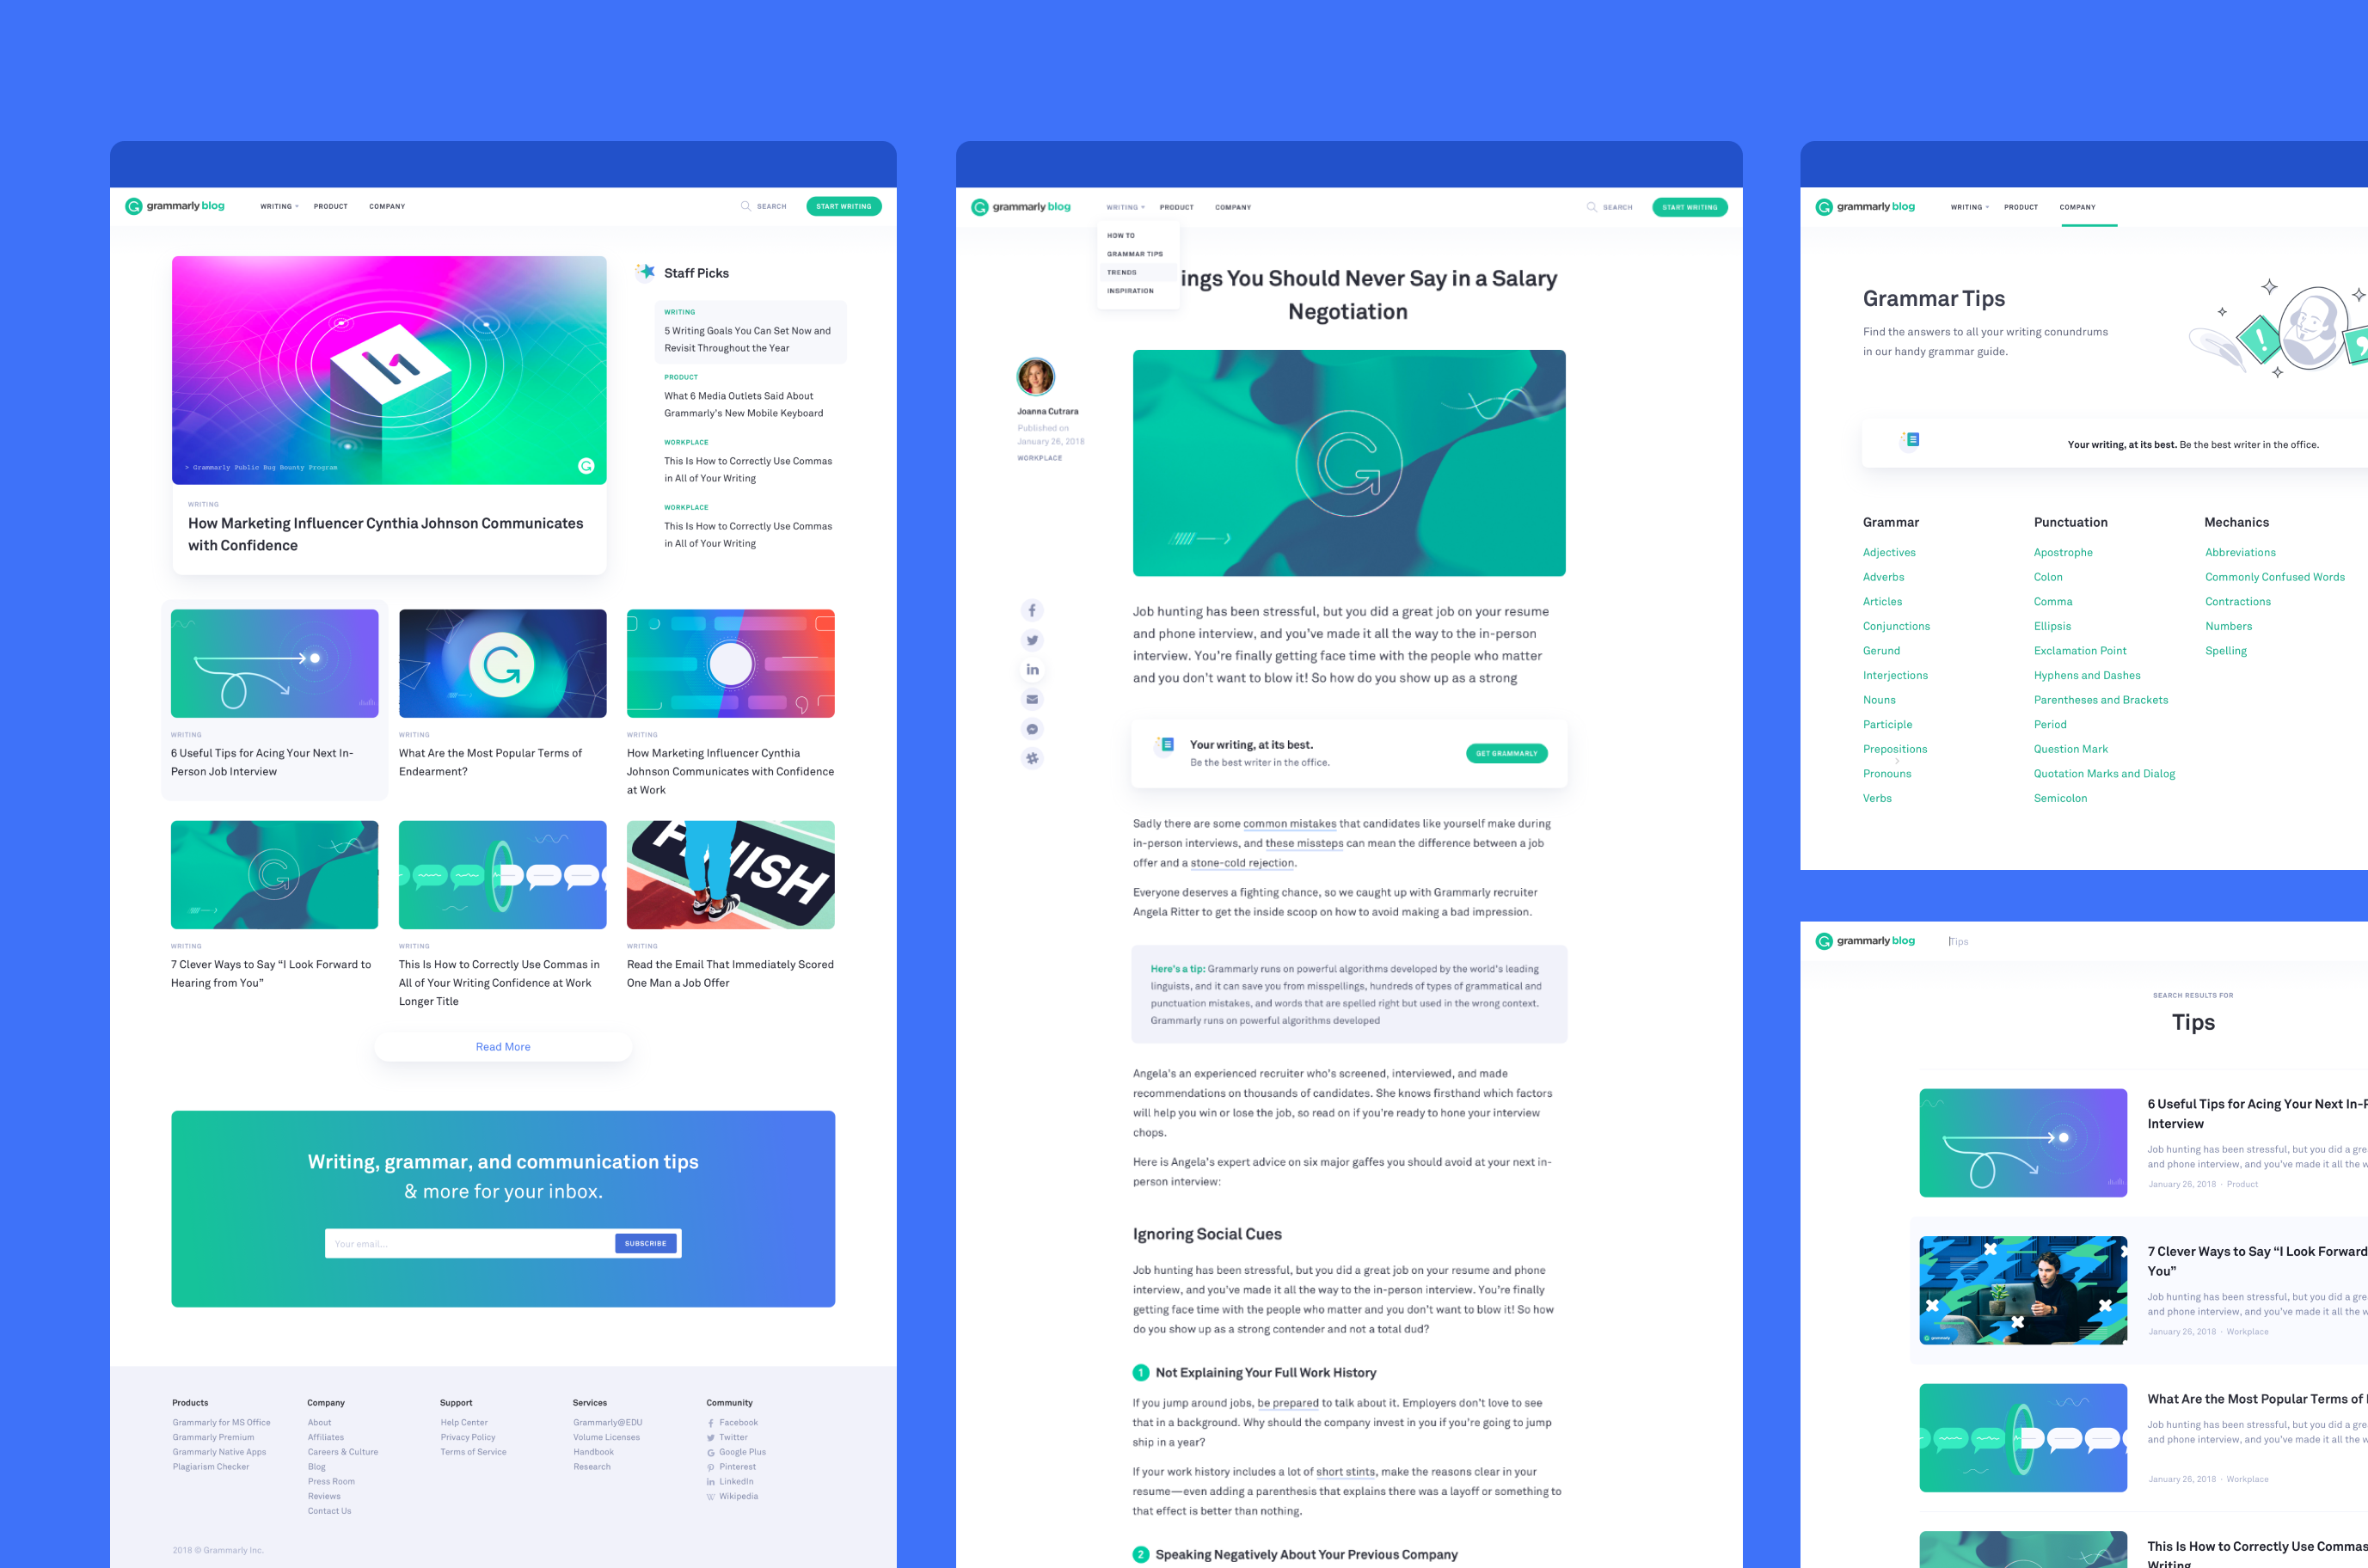 grammarly blog
WRITING
PRODUCT
COMPANY
SEARCH
START WRITING
> Grammarly Public Bug Bounty Program
WRITING
How Marketing Influencer Cynthia Johnson Communicates
with Confidence
Staff Picks
WRITING
5 Writing Goals You Can Set Now and
Revisit Throughout the Year
PRODUCT
What 6 Media Outlets Said About
Grammarly's New Mobile Keyboard
WORKPLACE
This Is How to Correctly Use Commas
in All of Your Writing
WORKPLACE
This Is How to Correctly Use Commas
in All of Your Writing
WRITING
6 Useful Tips for Acing Your Next In-
Person Job Interview
WRITING
What Are the Most Popular Terms of
Endearment?
WRITING
How Marketing Influencer Cynthia
Johnson Communicates with Confidence
at Work
WRITING
7 Clever Ways to Say “I Look Forward to
Hearing from You”
WRITING
This Is How to Correctly Use Commas in
All of Your Writing Confidence at Work
Longer Title
FINISH
WRITING
Read the Email That Immediately Scored
One Man a Job Offer
Read More
Writing, grammar, and communication tips
& more for your inbox.
Your email...
SUBSCRIBE
Products
Grammarly for MS Office
Grammarly Premium
Grammarly Native Apps
Plagiarism Checker
Company
About
Affiliates
Careers & Culture
Blog
Press Room
Reviews
Contact Us
Support
Help Center
Privacy Policy
Terms of Service
Services
Grammarly@EDU
Volume Licenses
Handbook
Research
Community
Facebook
Twitter
Google Plus
Pinterest
LinkedIn
Wikipedia
2018 © Grammarly Inc.
grammarly blog
WRITING
PRODUCT
COMPANY
SEARCH
START WRITING
HOW TO
GRAMMAR TIPS
TRENDS
INSPIRATION
ings You Should Never Say in a Salary
Negotiation
Joanna Cutrara
Published on
January 26, 2018
WORKPLACE
Job hunting has been stressful, but you did a great job on your resume
and phone interview, and you've made it all the way to the in-person
interview. You're finally getting face time with the people who matter
and you don't want to blow it! So how do you show up as a strong
Your writing, at its best.
Be the best writer in the office.
GET GRAMMARLY
Sadly there are some common mistakes that candidates like yourself make during
in-person interviews, and these missteps can mean the difference between a job
offer and a stone-cold rejection.
Everyone deserves a fighting chance, so we caught up with Grammarly recruiter
Angela Ritter to get the inside scoop on how to avoid making a bad impression.
Here's a tip: Grammarly runs on powerful algorithms developed by the world's leading
linguists, and it can save you from misspellings, hundreds of types of grammatical and
punctuation mistakes, and words that are spelled right but used in the wrong context.
Grammarly runs on powerful algorithms developed
Angela's an experienced recruiter who's screened, interviewed, and made
recommendations on thousands of candidates. She knows firsthand which factors
will help you win or lose the job, so read on if you're ready to hone your interview
chops.
Here is Angela's expert advice on six major gaffes you should avoid at your next in-
person interview:
Ignoring Social Cues
Job hunting has been stressful, but you did a great job on your resume and phone
interview, and you've made it all the way to the in-person interview. You're finally
getting face time with the people who matter and you don't want to blow it! So how
do you show up as a strong contender and not a total dud?
1 Not Explaining Your Full Work History
If you jump around jobs, be prepared to talk about it. Employers don't love to see
that in a background. Why should the company invest in you if you're going to jump
ship in a year?
If your work history includes a lot of short stints, make the reasons clear in your
resume—even adding a parenthesis that explains there was a layoff or something to
that effect is better than nothing.
2 Speaking Negatively About Your Previous Company
grammarly blog
WRITING
PRODUCT
COMPANY
Grammar Tips
Find the answers to all your writing conundrums
in our handy grammar guide.
Your writing, at its best. Be the best writer in the office.
Grammar
Adjectives
Adverbs
Articles
Conjunctions
Gerund
Interjections
Nouns
Participle
Prepositions
Pronouns
Verbs
Punctuation
Apostrophe
Colon
Comma
Ellipsis
Exclamation Point
Hyphens and Dashes
Parentheses and Brackets
Period
Question Mark
Quotation Marks and Dialog
Semicolon
Mechanics
Abbreviations
Commonly Confused Words
Contractions
Numbers
Spelling
grammarly blog
Tips
SEARCH RESULTS FOR
Tips
6 Useful Tips for Acing Your Next In-P
Interview
Job hunting has been stressful, but you did a gre
and phone interview, and you've made it all the w
January 26, 2018 · Product
grammarly
7 Clever Ways to Say “I Look Forward
You”
Job hunting has been stressful, but you did a gre
and phone interview, and you've made it all the w
January 26, 2018 · Workplace
What Are the Most Popular Terms of
Job hunting has been stressful, but you did a gre
and phone interview, and you've made it all the w
January 26, 2018 · Workplace
This Is How to Correctly Use Commas
Writing